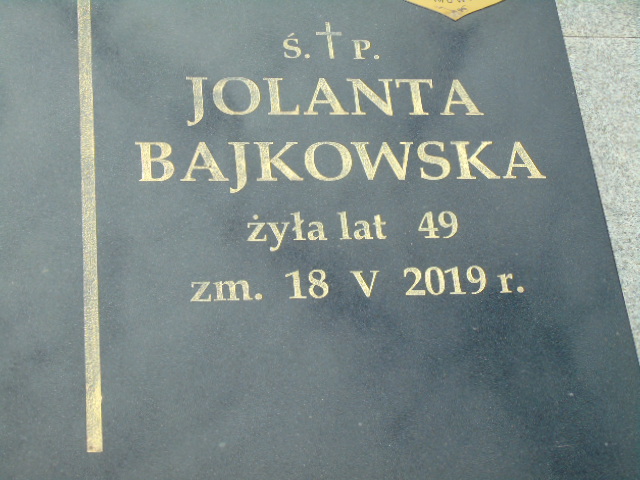 Ś. P.
JOLANTA
BAJKOWSKA
żyła lat 49
zm. 18 V 2019 r.